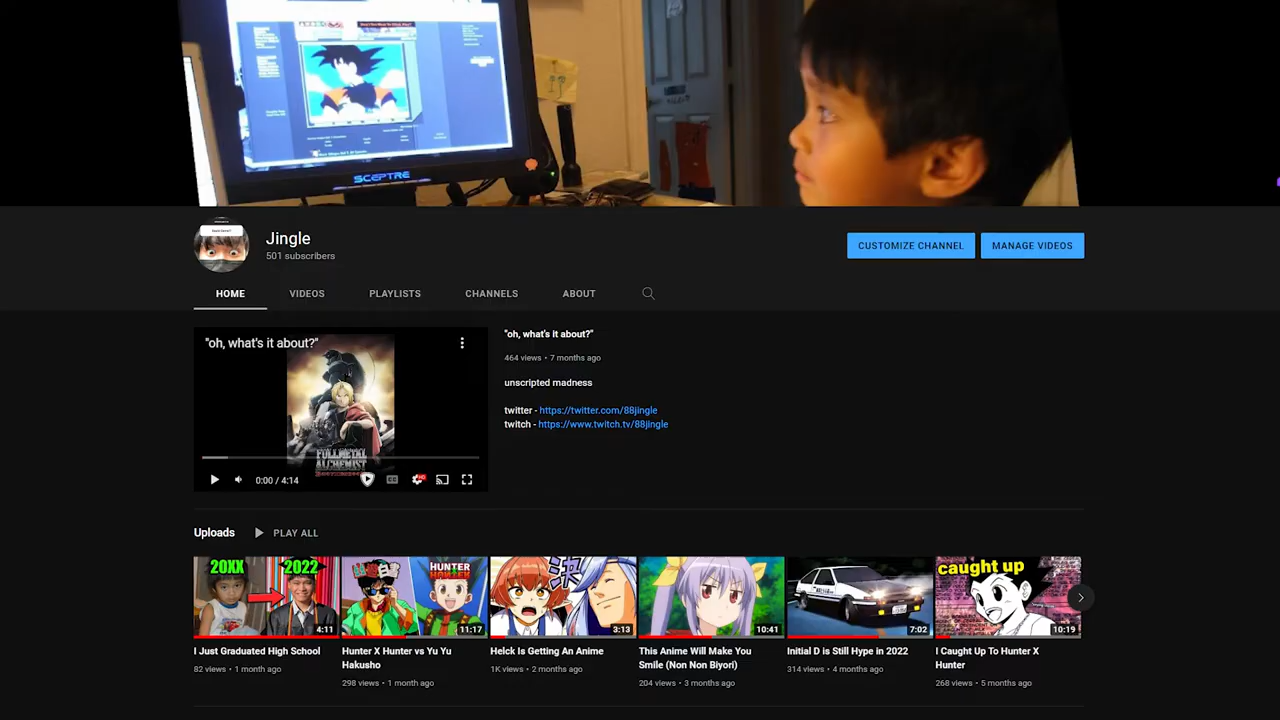 SCEPTRE
Jingle
501 subscribers
CUSTOMIZE CHANNEL
MANAGE VIDEOS
HOME
VIDEOS
PLAYLISTS
CHANNELS
ABOUT
"oh, what's it about?"
FULLMETAL
ALCHEMIST
0:00 / 4:14
CC
HD
"oh, what's it about?"
464 views • 7 months ago
unscripted madness
twitter - https://twitter.com/88jingle
twitch - https://www.twitch.tv/88jingle
Uploads
PLAY ALL
20XX
2022
4:11
I Just Graduated High School
82 views • 1 month ago
HUNTER
HUNTER
11:17
Hunter X Hunter vs Yu Yu
Hakusho
298 views • 1 month ago
決
3:13
Helck Is Getting An Anime
1K views • 2 months ago
10:41
This Anime Will Make You
Smile (Non Non Biyori)
204 views • 3 months ago
7:02
Initial D is Still Hype in 2022
314 views • 4 months ago
caught up
10:19
I Caught Up To Hunter X
Hunter
268 views • 5 months ago